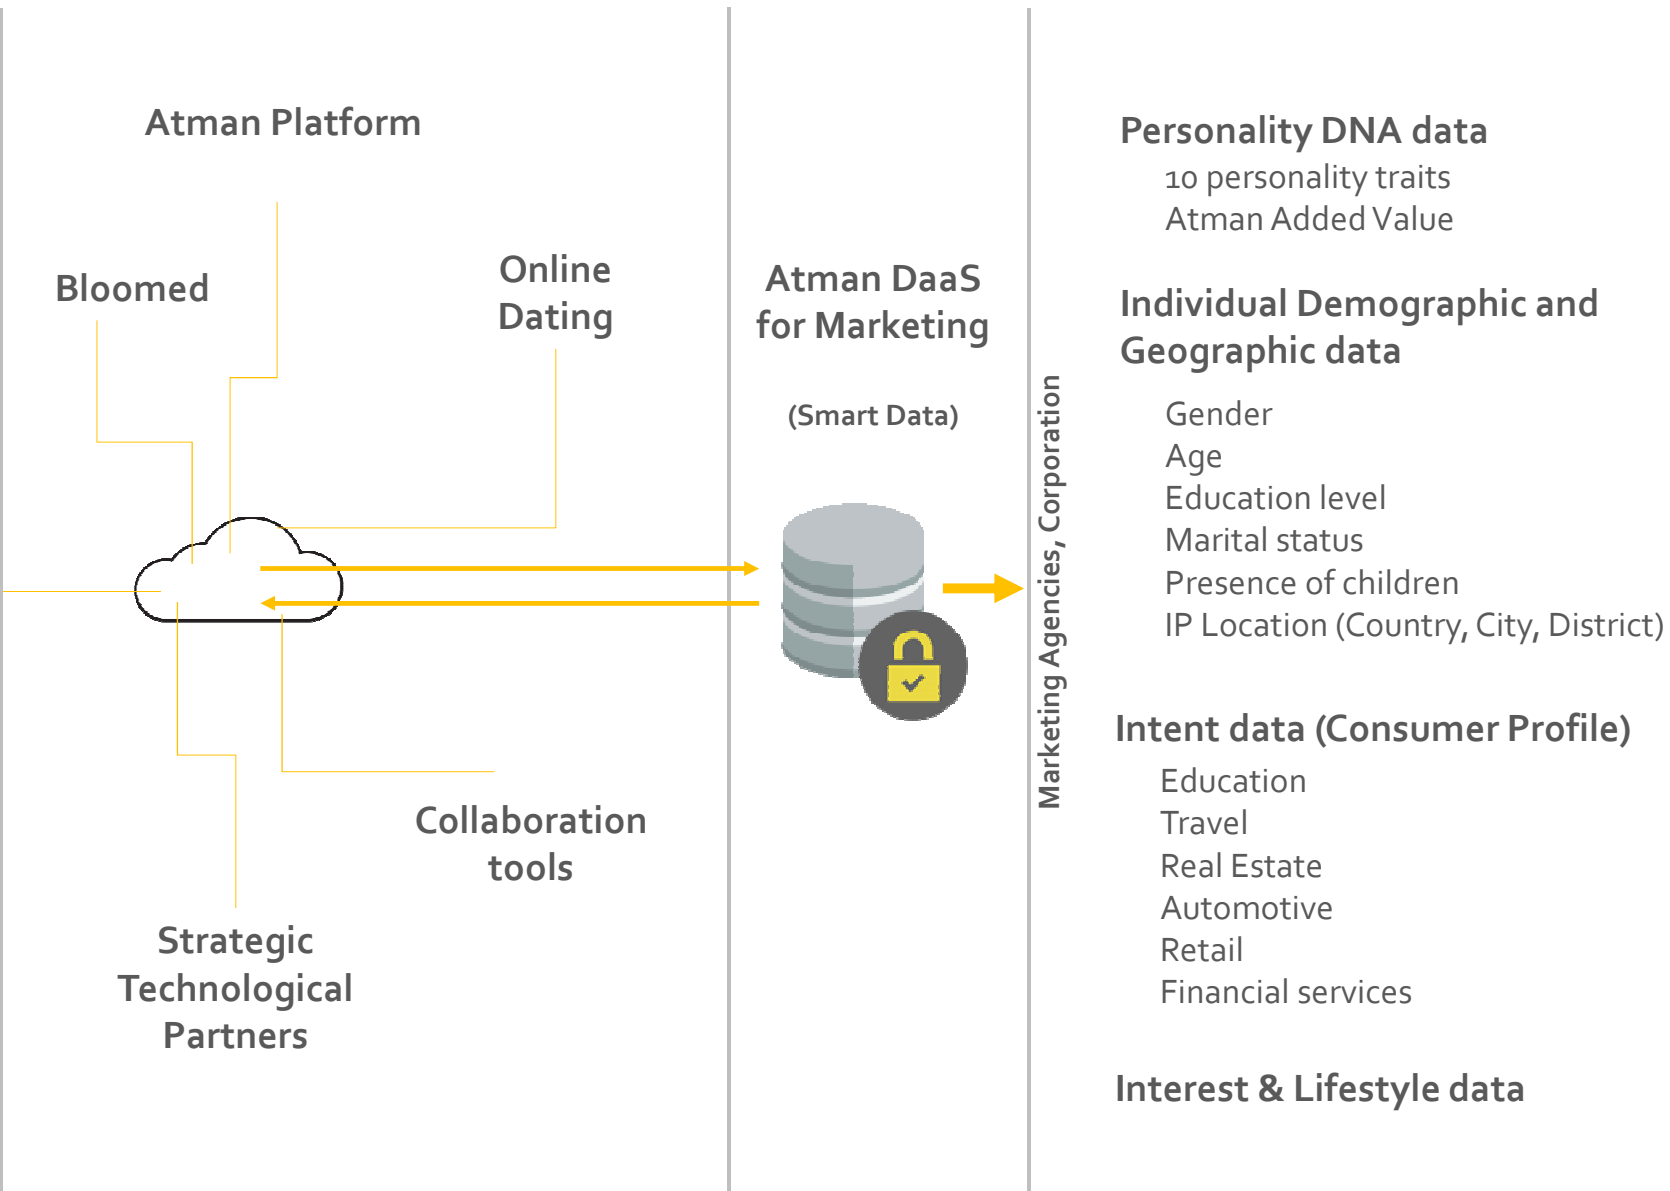 Atman Platform
Bloomed
Online
Dating
Collaboration
tools
Strategic
Technological
Partners
Atman DaaS
for Marketing
(Smart Data)
Marketing Agencies, Corporation
Personality DNA data
10 personality traits
Atman Added Value
Individual Demographic and
Geographic data
Gender
Age
Education level
Marital status
Presence of children
IP Location (Country, City, District)
Intent data (Consumer Profile)
Education
Travel
Real Estate
Automotive
Retail
Financial services
Interest & Lifestyle data